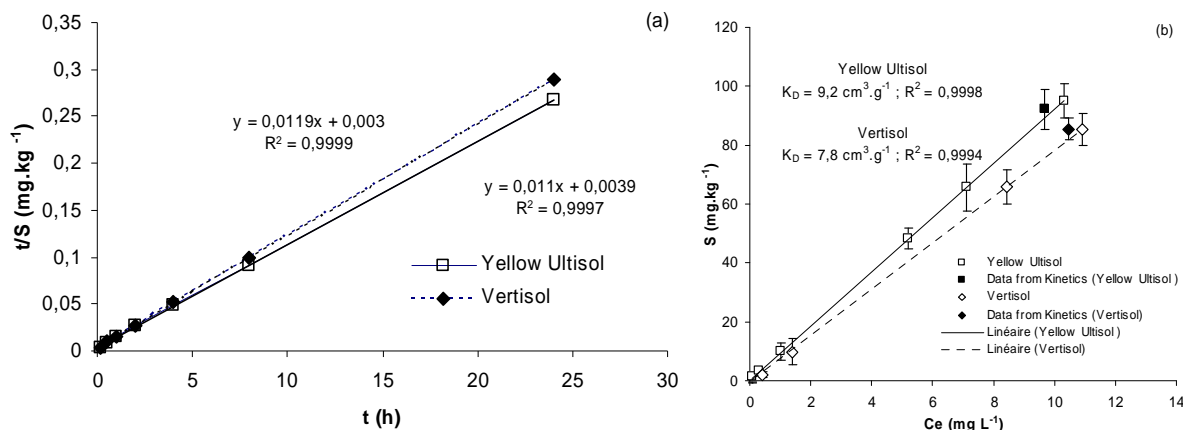 (a)
t/S (mg.kg⁻¹)
0,35
0,3
0,25
0,2
0,15
0,1
0,05
0
y = 0,0119x + 0,003
R² = 0,9999
y = 0,011x + 0,0039
R² = 0,9997
Yellow Ultisol
Vertisol
0 5 10 15 20 25 30
t (h)
(b)
S (mg.kg⁻¹)
120
100
80
60
40
20
0
Yellow Ultisol
K_D = 9,2 cm³.g⁻¹ ; R² = 0,9998
Vertisol
K_D = 7,8 cm³.g⁻¹ ; R² = 0,9994
Yellow Ultisol
Data from Kinetics (Yellow Ultisol )
Vertisol
Data from Kinetics (Vertisol)
Linéaire (Yellow Ultisol )
Linéaire (Vertisol)
0 2 4 6 8 10 12 14
Ce (mg L⁻¹)